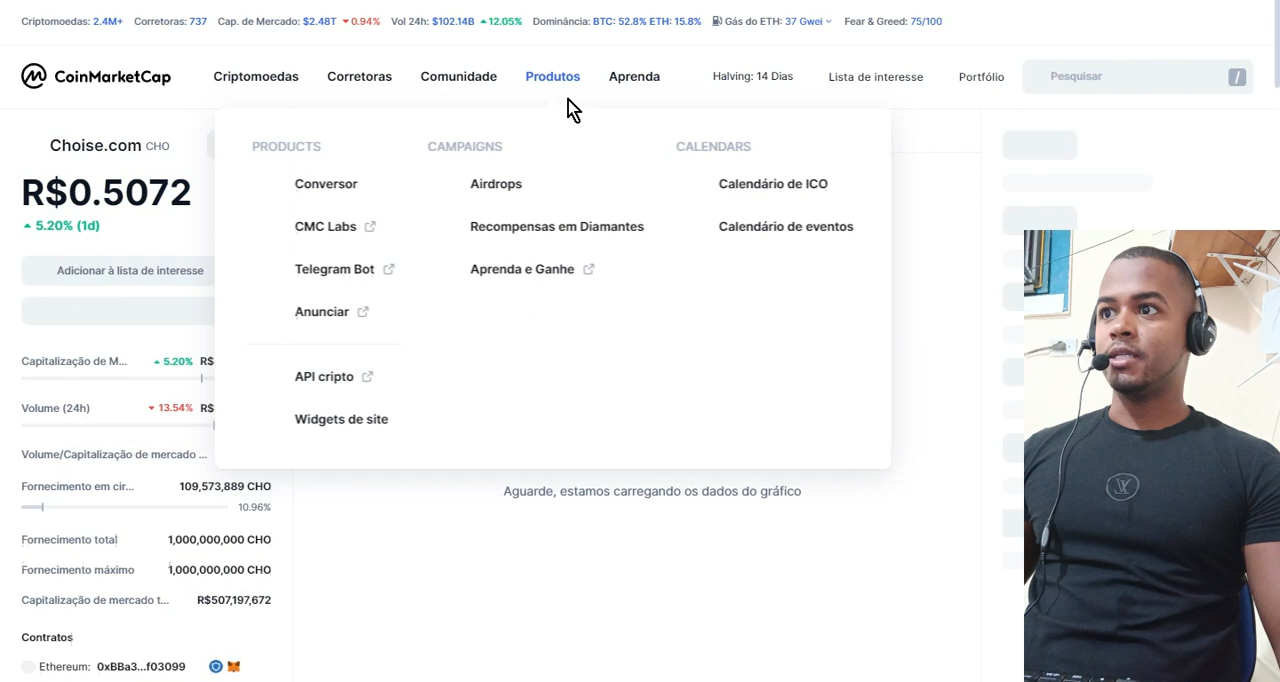 Criptomoedas: 2.4M+ Corretoras: 737 Cap. de Mercado: $2.48T 0.94% Vol 24h: $102.14B 12.05% Dominância: BTC: 52.8% ETH: 15.8% Gás do ETH: 37 Gwei Fear & Greed: 75/100
CoinMarketCap Criptomoedas Corretoras Comunidade Produtos Aprenda Halving: 14 Dias Lista de interesse Portfólio Pesquisar /
Choise.com CHO
R$0.5072
5.20% (1d)
Adicionar à lista de interesse
PRODUCTS CAMPAIGNS CALENDARS
Conversor Airdrops Calendário de ICO
CMC Labs Recompensas em Diamantes Calendário de eventos
Telegram Bot Aprenda e Ganhe
Anunciar
API cripto
Widgets de site
Capitalização de M... 5.20% R$
Volume (24h) 13.54% R$
Volume/Capitalização de mercado ...
Fornecimento em cir... 109,573,889 CHO
10.96%
Fornecimento total 1,000,000,000 CHO
Fornecimento máximo 1,000,000,000 CHO
Capitalização de mercado t... R$507,197,672
Contratos
Ethereum: 0xBBa3...f03099
Aguarde, estamos carregando os dados do gráfico